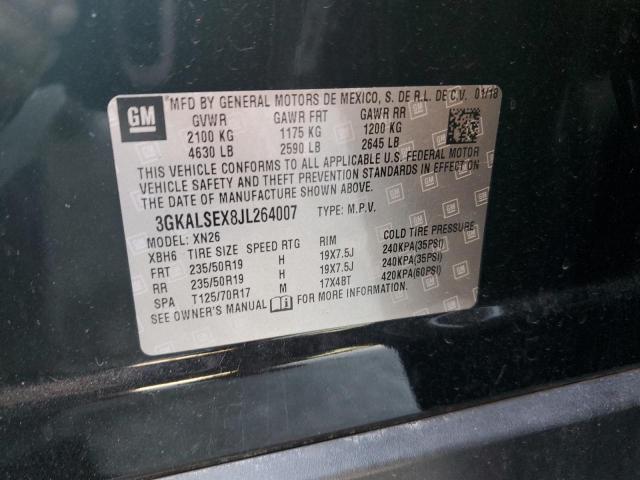 GM
MFD BY GENERAL MOTORS DE MEXICO, S. DE R.L. DE C.V. 01/18
GVWR GAWR FRT GAWR RR
2100 KG 1175 KG 1200 KG
4630 LB 2590 LB 2645 LB
THIS VEHICLE CONFORMS TO ALL APPLICABLE U.S. FEDERAL MOTOR
VEHICLE SAFETY AND THEFT PREVENTION STANDARDS IN EFFECT ON
THE DATE OF MANUFACTURE SHOWN ABOVE.
3GKALSEX8JL264007 TYPE: M.P.V.
MODEL: XN26
XBH6 TIRE SIZE SPEED RTG RIM COLD TIRE PRESSURE
FRT 235/50R19 H 19X7.5J 240KPA(35PSI)
RR 235/50R19 H 19X7.5J 240KPA(35PSI)
SPA T125/70R17 M 17X4BT 420KPA(60PSI)
SEE OWNER'S MANUAL FOR MORE INFORMATION.